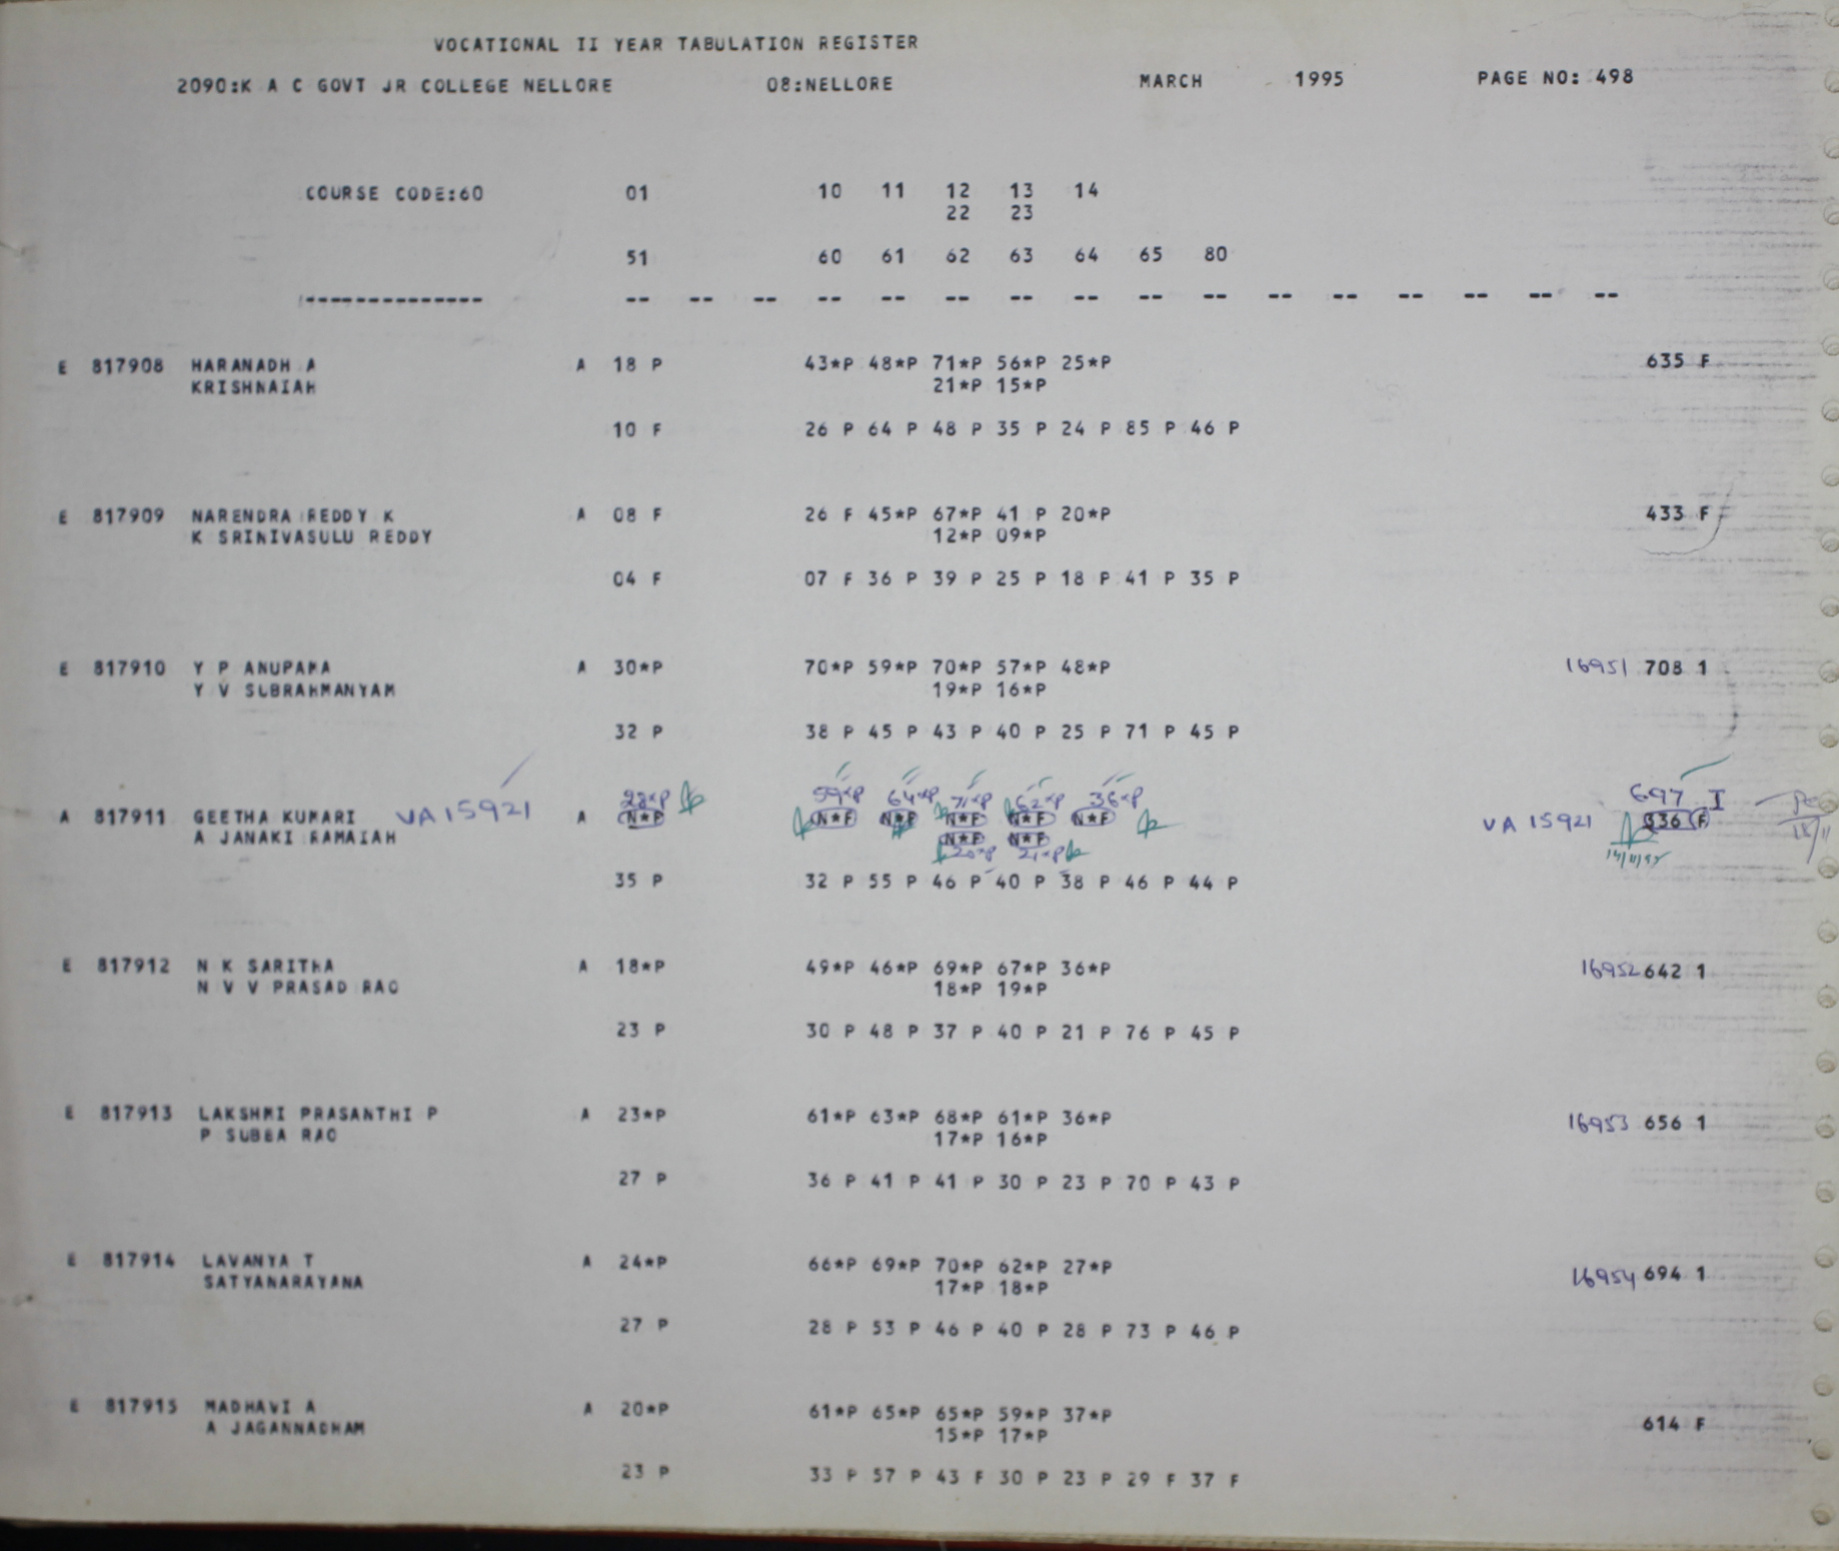 VOCATIONAL II YEAR TABULATION REGISTER
2090:K A C GOVT JR COLLEGE NELLORE 08:NELLORE MARCH - 1995 PAGE NO: 498
COURSE CODE:60 01 10 11 12 13 14
22 23
51 60 61 62 63 64 65 80
-------------- -- -- -- -- -- -- -- -- -- -- -- -- -- -- -- --
E 817908 HARANADH A A 18 P 43*P 48*P 71*P 56*P 25*P 635 F
KRISHNAIAH 21*P 15*P
10 F 26 P 64 P 48 P 35 P 24 P 85 P 46 P
E 817909 NARENDRA REDDY K A 08 F 26 F 45*P 67*P 41 P 20*P 433 F
K SRINIVASULU REDDY 12*P 09*P
04 F 07 F 36 P 39 P 25 P 18 P 41 P 35 P
E 817910 Y P ANUPAMA A 30*P 70*P 59*P 70*P 57*P 48*P 16951 708 1
Y V SUBRAHMANYAM 19*P 16*P
32 P 38 P 45 P 43 P 40 P 25 P 71 P 45 P
59*P 64*P 71*P 62*P 36*P 697 I
A 817911 GEETHA KUMARI VA 15921 A N*F N*F N*F N*F N*F N*F VA 15921 336 F
A JANAKI RAMAIAH N*F N*F
20*P 21*P
35 P 32 P 55 P 46 P 40 P 38 P 46 P 44 P
E 817912 N K SARITHA A 18*P 49*P 46*P 69*P 67*P 36*P 16952 642 1
N V V PRASAD RAO 18*P 19*P
23 P 30 P 48 P 37 P 40 P 21 P 76 P 45 P
E 817913 LAKSHMI PRASANTHI P A 23*P 61*P 63*P 68*P 61*P 36*P 16953 656 1
P SUBBA RAO 17*P 16*P
27 P 36 P 41 P 41 P 30 P 23 P 70 P 43 P
E 817914 LAVANYA T A 24*P 66*P 69*P 70*P 62*P 27*P 16954 694 1
SATYANARAYANA 17*P 18*P
27 P 28 P 53 P 46 P 40 P 28 P 73 P 46 P
E 817915 MADHAVI A A 20*P 61*P 65*P 65*P 59*P 37*P 614 F
A JAGANNADHAM 15*P 17*P
23 P 33 P 57 P 43 F 30 P 23 P 29 F 37 F